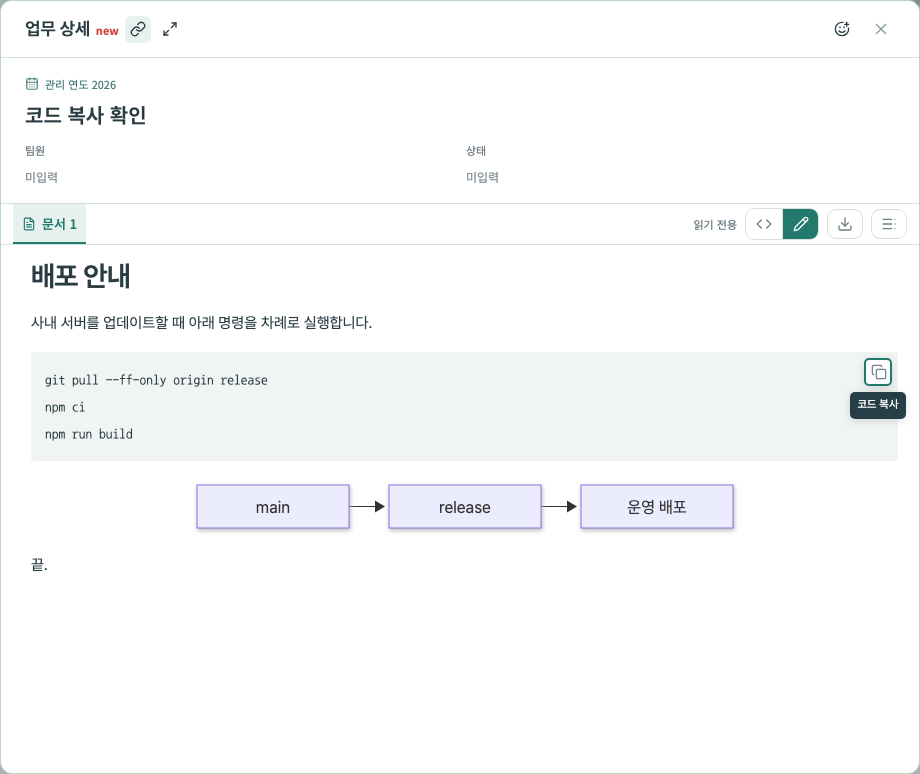 업무 상세 new
관리 연도 2026
코드 복사 확인
팀원
상태
미입력
미입력
문서 1
읽기 전용
배포 안내
사내 서버를 업데이트할 때 아래 명령을 차례로 실행합니다.
git pull --ff-only origin release
npm ci
npm run build
코드 복사
main
release
운영 배포
끝.